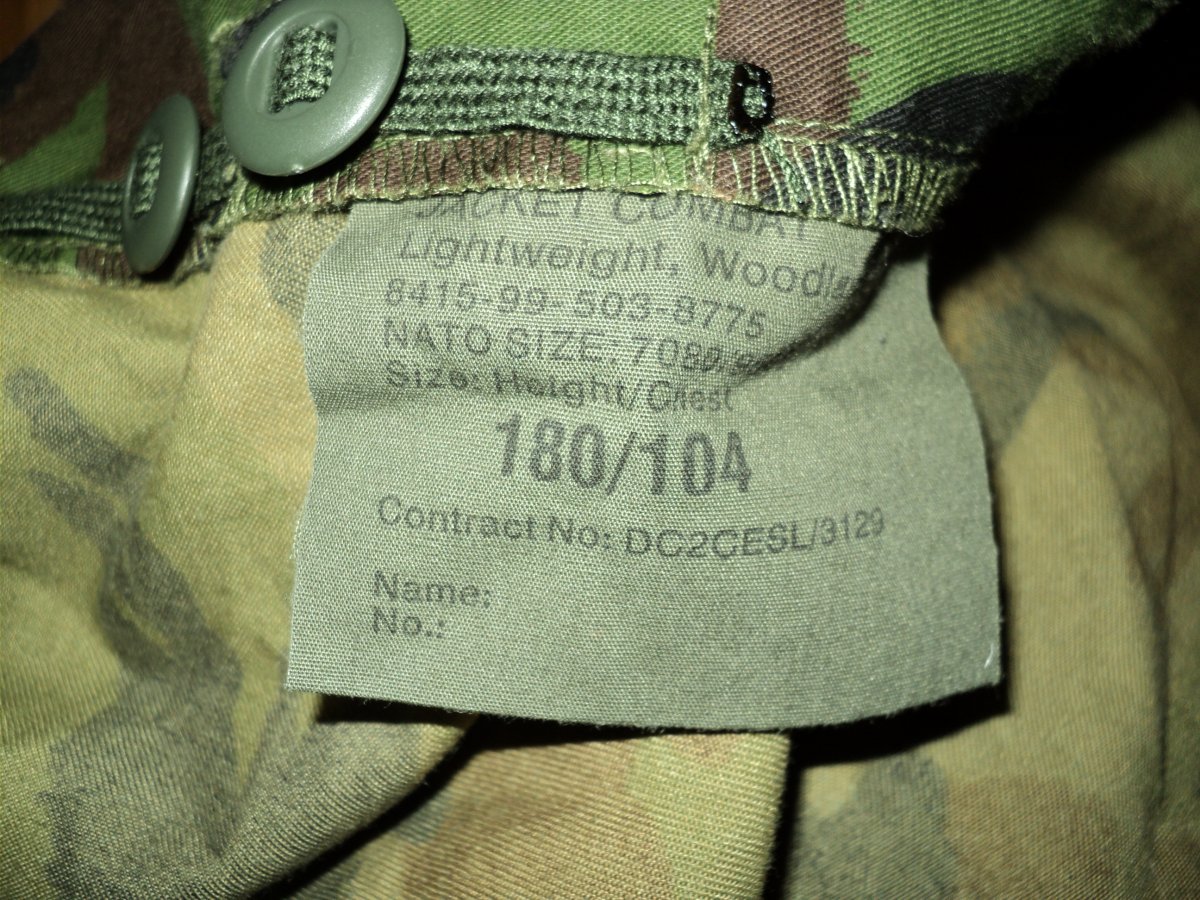 JACKET COMBAT
Lightweight,
8415-99-503-8775
NATO SIZE.
Size: Height/Chest
180/104
Contract No: DC2CESL/3129
Name:
No.: